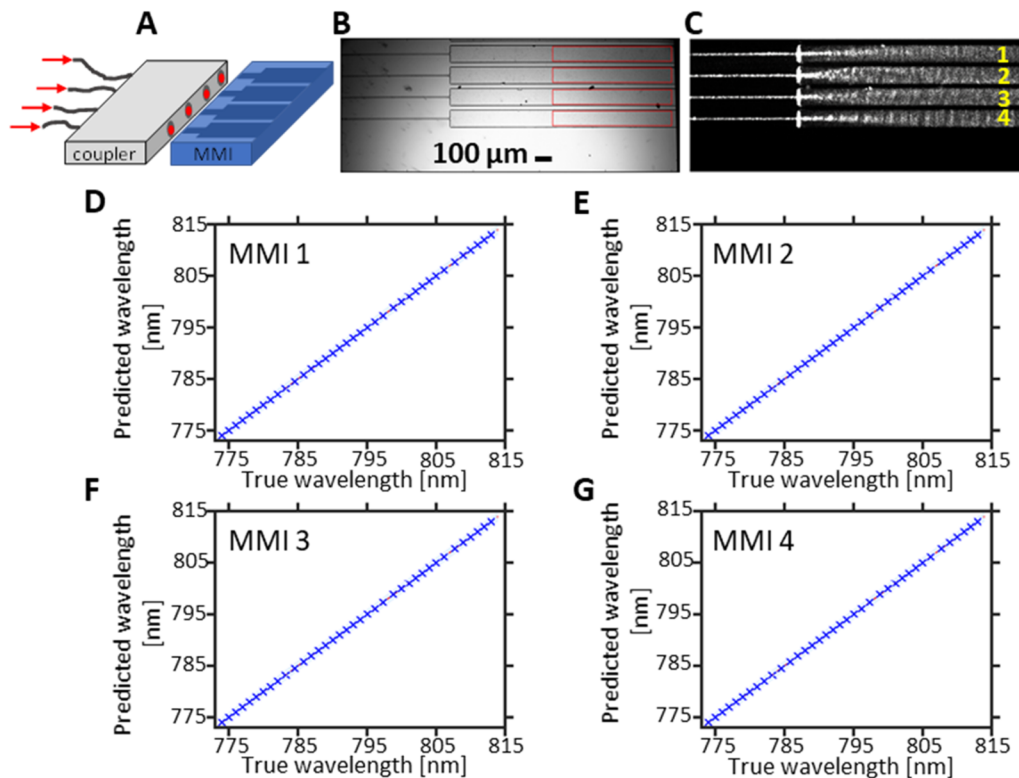 A
B
C
coupler
MMI
100 µm
1
2
3
4
D
E
MMI 1
MMI 2
Predicted wavelength
[nm]
815
805
795
785
775
775 785 795 805 815
True wavelength [nm]
Predicted wavelength
[nm]
815
805
795
785
775
775 785 795 805 815
True wavelength [nm]
F
G
MMI 3
MMI 4
Predicted wavelength
[nm]
815
805
795
785
775
775 785 795 805 815
True wavelength [nm]
Predicted wavelength
[nm]
815
805
795
785
775
775 785 795 805 815
True wavelength [nm]